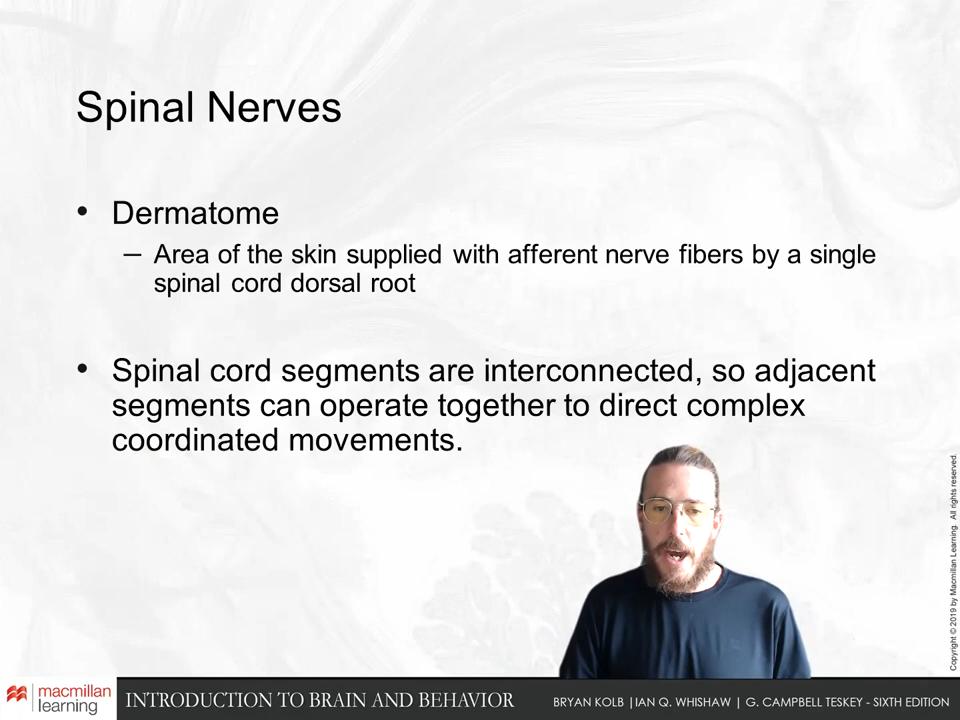 Spinal Nerves
• Dermatome
– Area of the skin supplied with afferent nerve fibers by a single
spinal cord dorsal root
• Spinal cord segments are interconnected, so adjacent
segments can operate together to direct complex
coordinated movements.
Copyright © 2019 by Macmillan Learning. All rights reserved.
macmillan
learning
INTRODUCTION TO BRAIN AND BEHAVIOR
BRYAN KOLB |IAN Q. WHISHAW | G. CAMPBELL TESKEY - SIXTH EDITION